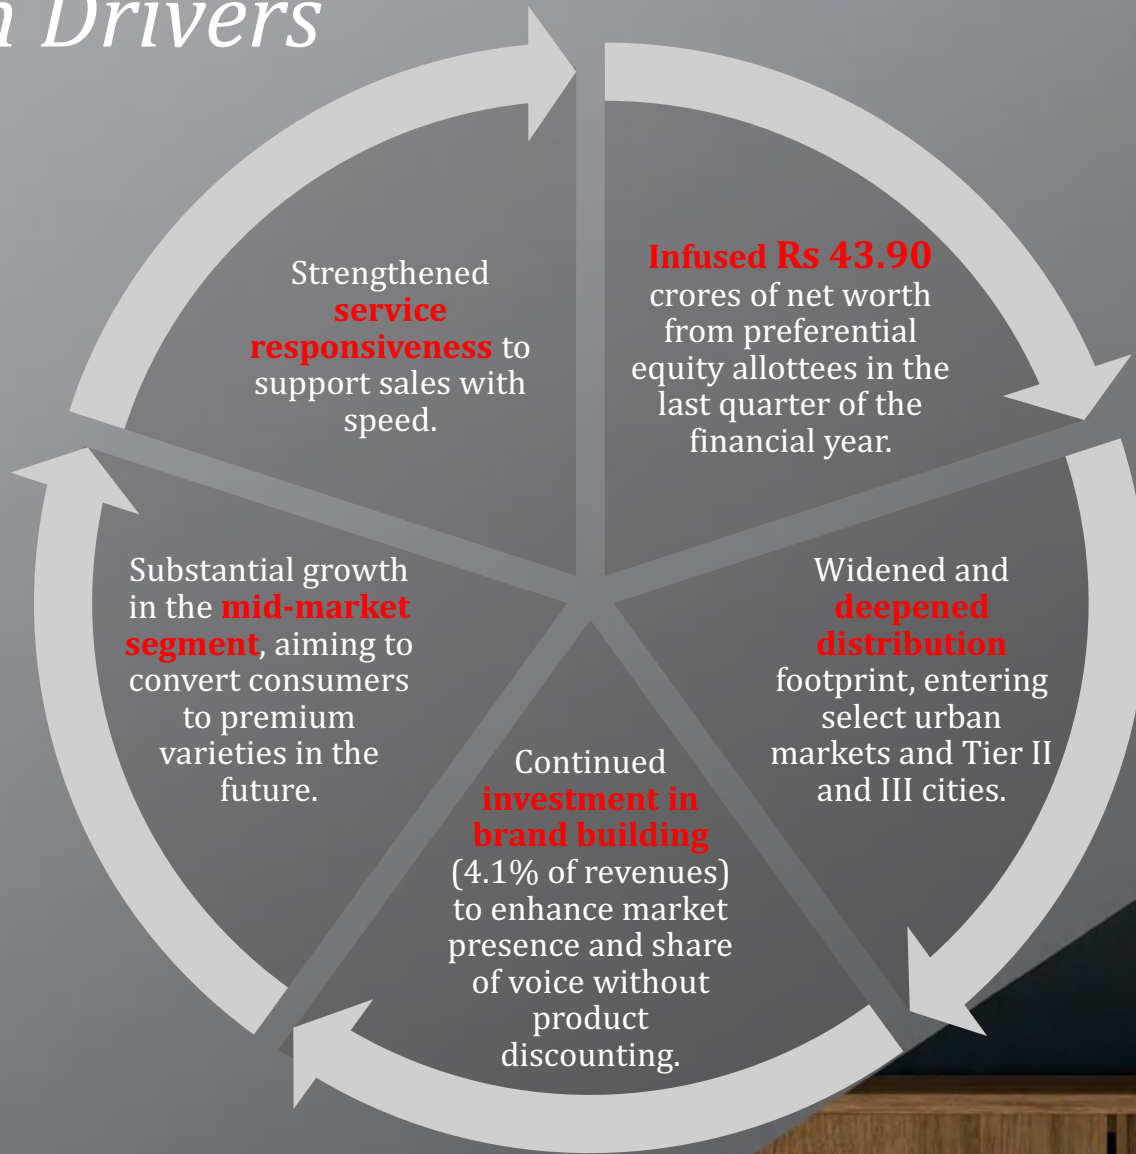 Drivers
Infused Rs 43.90
crores of net worth
from preferential
equity allottees in the
last quarter of the
financial year.
Widened and
deepened
distribution
footprint, entering
select urban
markets and Tier II
and III cities.
Continued
investment in
brand building
(4.1% of revenues)
to enhance market
presence and share
of voice without
product
discounting.
Substantial growth
in the mid-market
segment, aiming to
convert consumers
to premium
varieties in the
future.
Strengthened
service
responsiveness to
support sales with
speed.